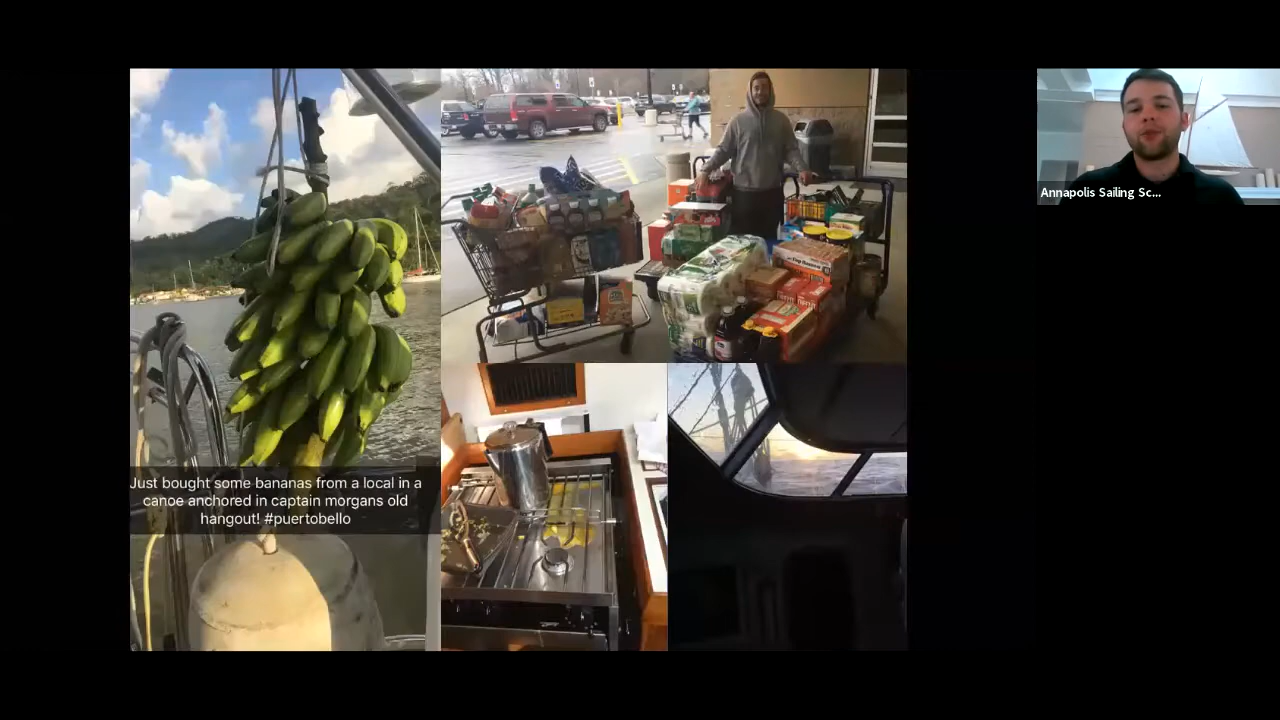 Just bought some bananas from a local in a
canoe anchored in captain morgans old
hangout! #puertobello
Annapolis Sailing Sc...